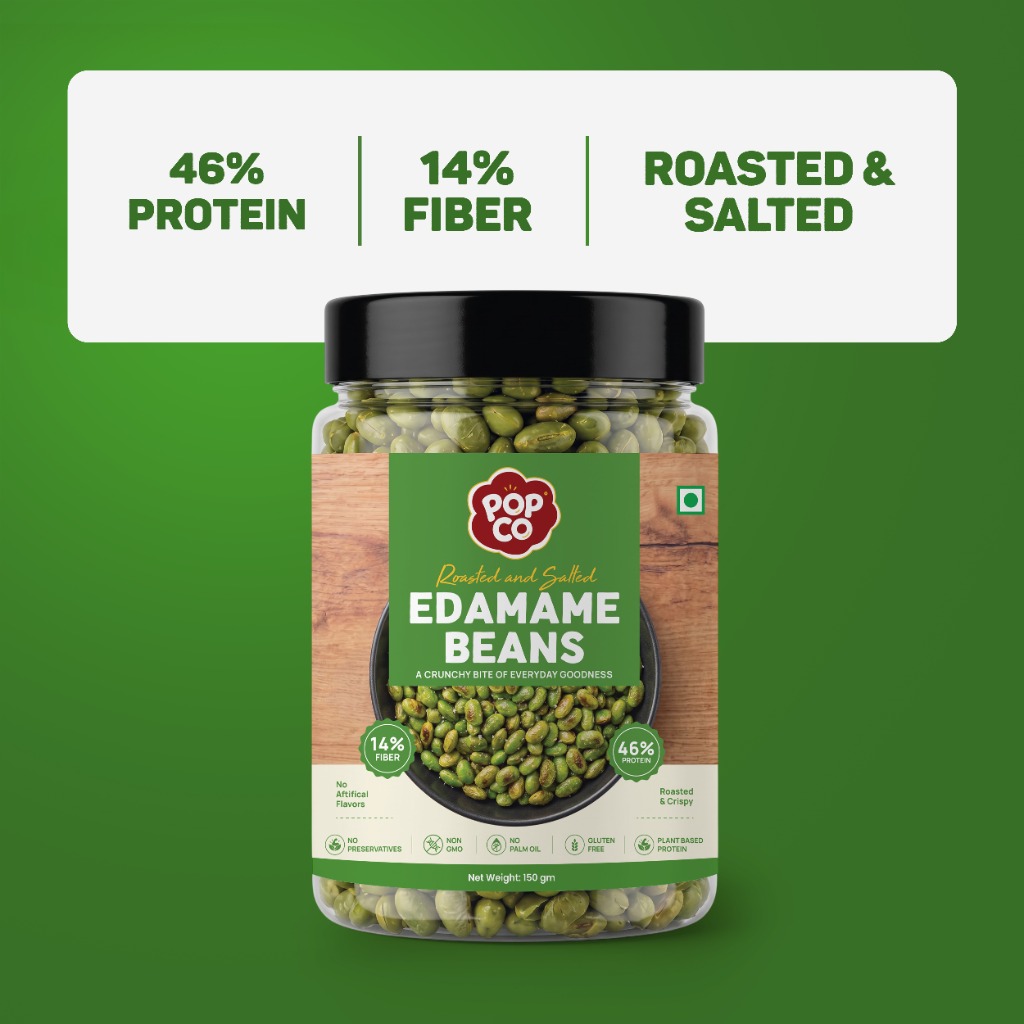 46%
PROTEIN
14%
FIBER
ROASTED &
SALTED
POP
CO
Roasted and Salted
EDAMAME
BEANS
A CRUNCHY BITE OF EVERYDAY GOODNESS
14%
FIBER
46%
PROTEIN
No
Aftifical
Flavors
Roasted
& Crispy
NO
PRESERVATIVES
NON
GMO
NO
PALM OIL
GLUTEN
FREE
PLANT BASED
PROTEIN
Net Weight: 150 gm